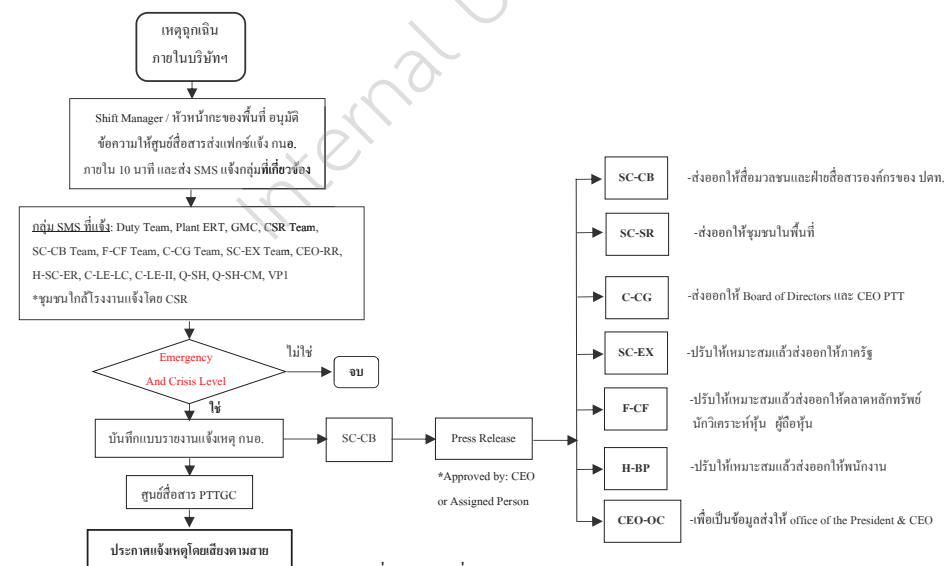 เหตุฉุกเฉิน
ภายในบริษัทฯ
Shift Manager / หัวหน้ากะของพื้นที่ อนุมัติ
ข้อความให้ศูนย์สื่อสารส่งแฟกซ์แจ้ง กนอ.
ภายใน 10 นาที และส่ง SMS แจ้งกลุ่มที่เกี่ยวข้อง
กลุ่ม SMS ที่แจ้ง: Duty Team, Plant ERT, GMC, CSR Team,
SC-CB Team, F-CF Team, C-CG Team, SC-EX Team, CEO-RR,
H-SC-ER, C-LE-LC, C-LE-II, Q-SH, Q-SH-CM, VP1
*ชุมชนใกล้โรงงานแจ้งโดย CSR
Emergency
And Crisis Level
ไม่ใช่
จบ
ใช่
บันทึกแบบรายงานแจ้งเหตุ กนอ.
SC-CB
Press Release
*Approved by: CEO
or Assigned Person
ศูนย์สื่อสาร PTTGC
ประกาศแจ้งเหตุโดยเสียงตามสาย
SC-CB
-ส่งออกให้สื่อมวลชนและฝ่ายสื่อสารองค์กรของ ปตท.
SC-SR
-ส่งออกให้ชุมชนในพื้นที่
C-CG
-ส่งออกให้ Board of Directors และ CEO PTT
SC-EX
-ปรับให้เหมาะสมแล้วส่งออกให้ภาครัฐ
F-CF
-ปรับให้เหมาะสมแล้วส่งออกให้ตลาดหลักทรัพย์
นักวิเคราะห์หุ้น ผู้ถือหุ้น
H-BP
-ปรับให้เหมาะสมแล้วส่งออกให้พนักงาน
CEO-OC
-เพื่อเป็นข้อมูลส่งให้ office of the President & CEO
Internal U